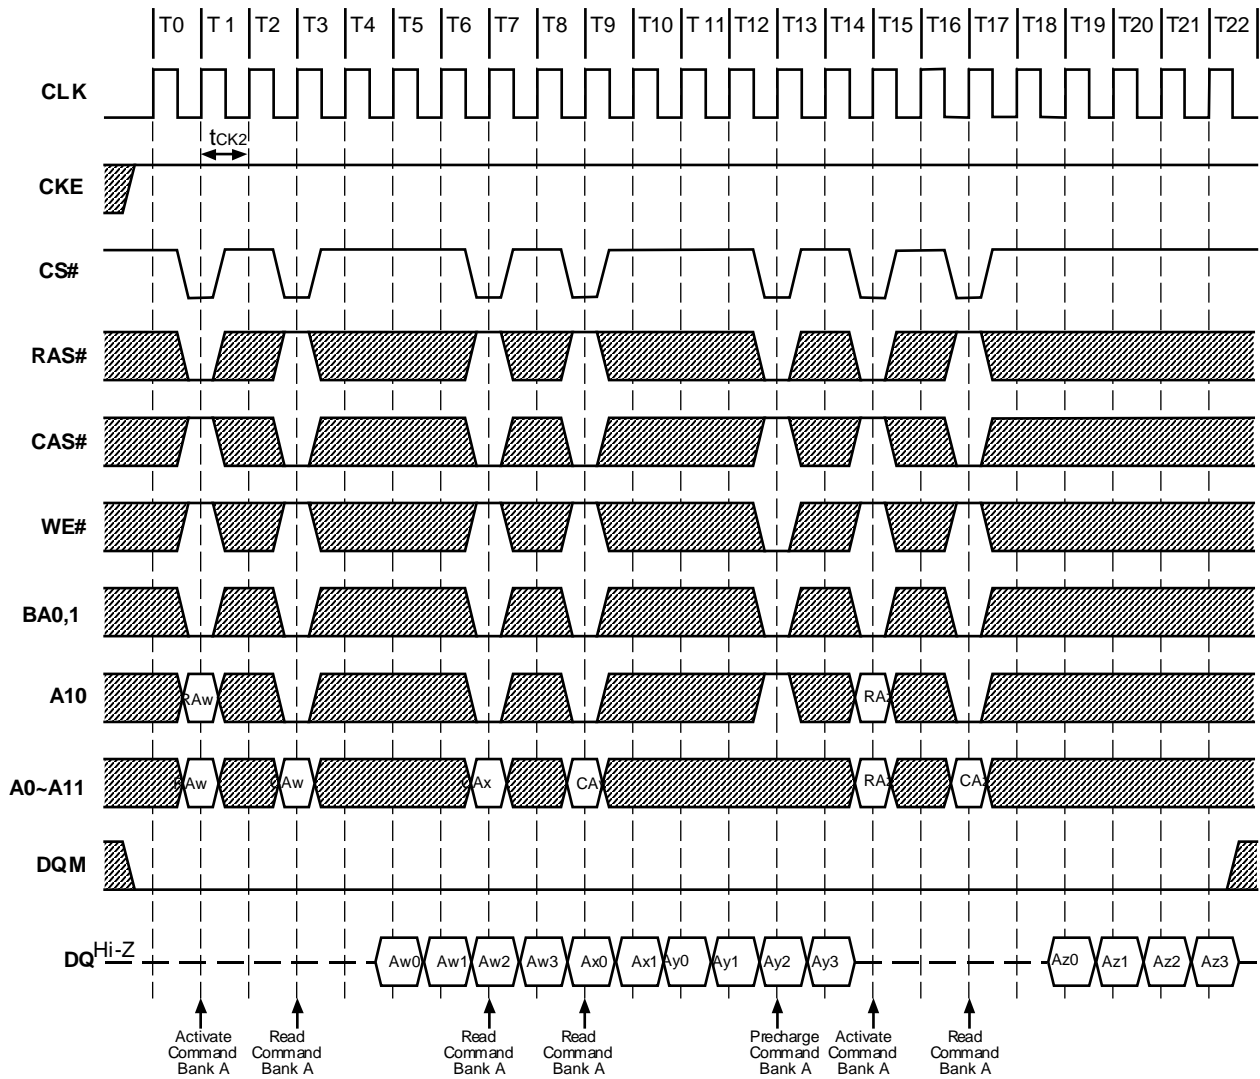 T0 T1 T2 T3 T4 T5 T6 T7 T8 T9 T10 T11 T12 T13 T14 T15 T16 T17 T18 T19 T20 T21 T22
CLK
tCK2
CKE
CS#
RAS#
CAS#
WE#
BA0,1
A10
RAw RAz
A0~A11
RAw CAw CAx CAy RAz CAz
DQM
DQ Hi-Z
Aw0 Aw1 Aw2 Aw3 Ax0 Ax1 Ay0 Ay1 Ay2 Ay3 Az0 Az1 Az2 Az3
Activate Command Bank A
Read Command Bank A
Read Command Bank A
Read Command Bank A
Precharge Command Bank A
Activate Command Bank A
Read Command Bank A